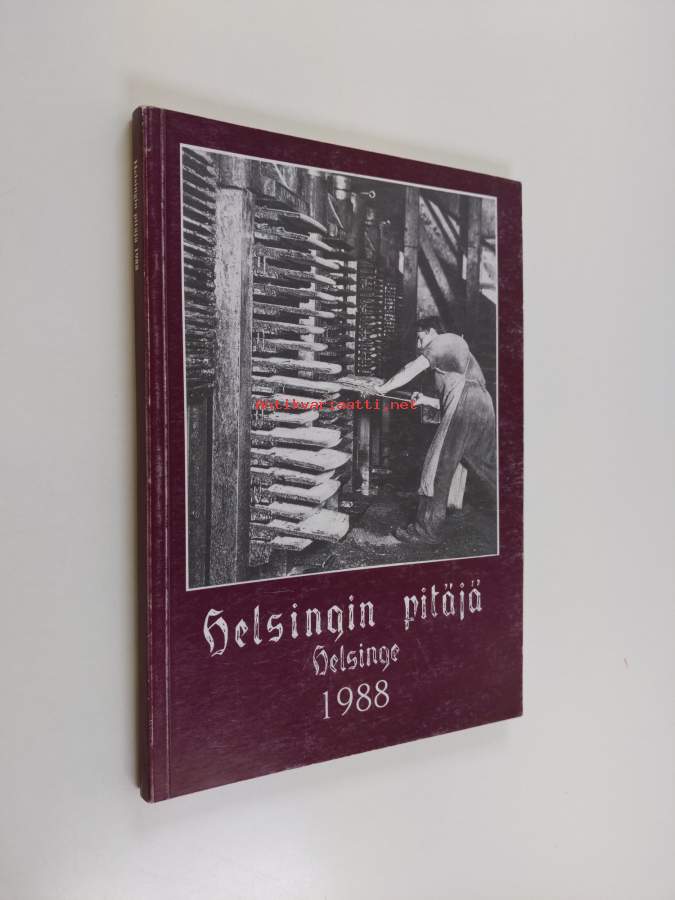 Helsingin pitäjä 1988
antikvariaatti.net
Helsingin pitäjä
Helsinge
1988